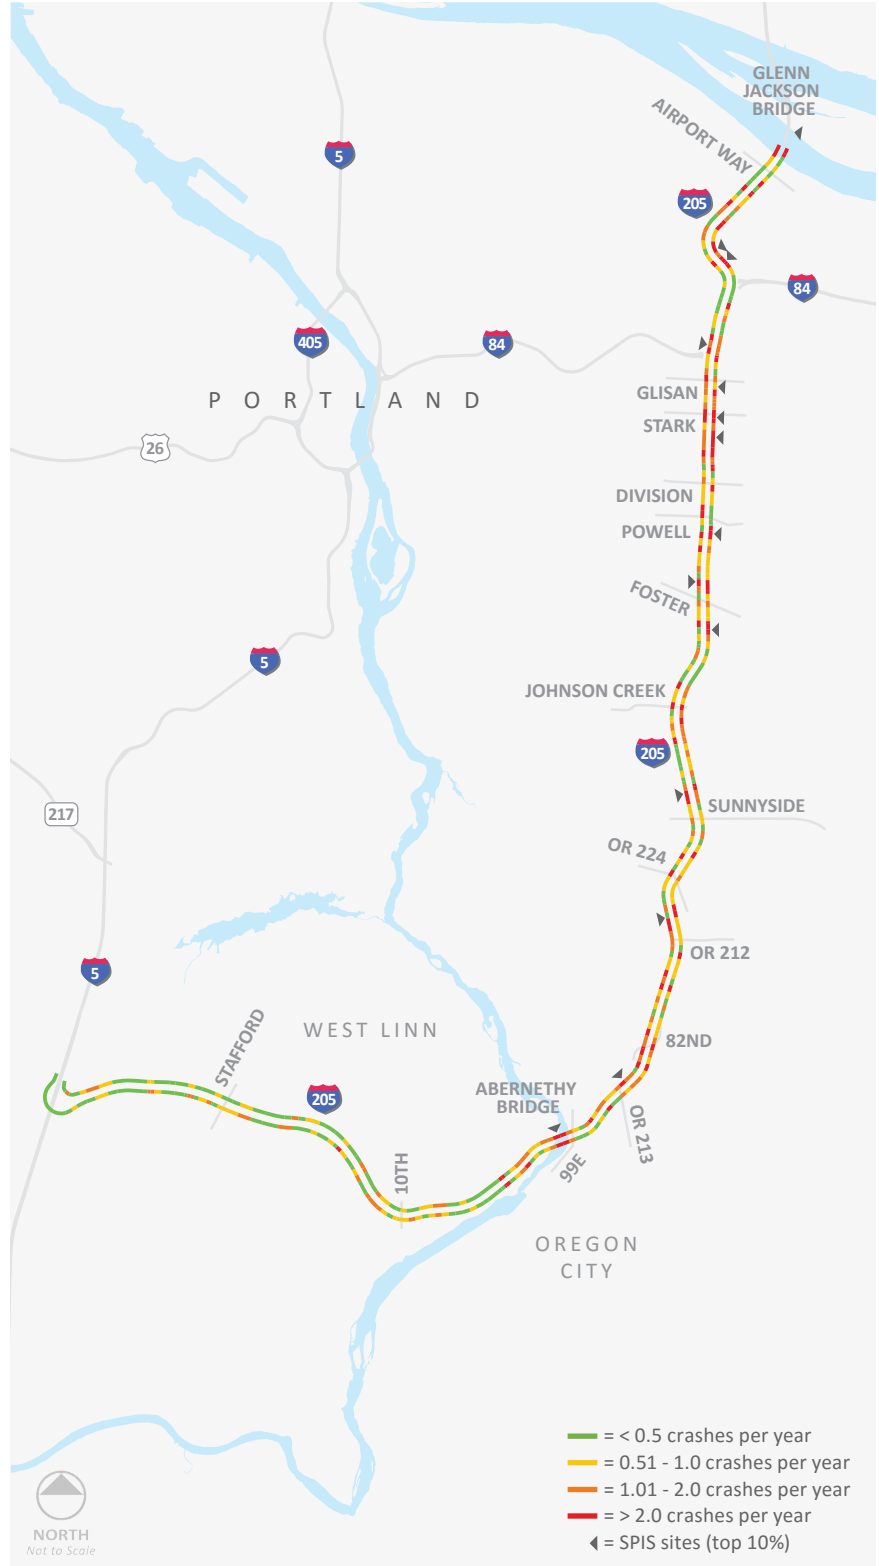 GLENN
JACKSON
BRIDGE
AIRPORT WAY
5
205
84
405
84
PORTLAND
GLISAN
STARK
26
DIVISION
POWELL
FOSTER
5
JOHNSON CREEK
205
217
SUNNYSIDE
OR 224
5
OR 212
STAFFORD
WEST LINN
82ND
205
ABERNETHY
BRIDGE
OR 213
10TH
99E
OREGON
CITY
= < 0.5 crashes per year
= 0.51 - 1.0 crashes per year
= 1.01 - 2.0 crashes per year
= > 2.0 crashes per year
= SPIS sites (top 10%)
NORTH
Not to Scale